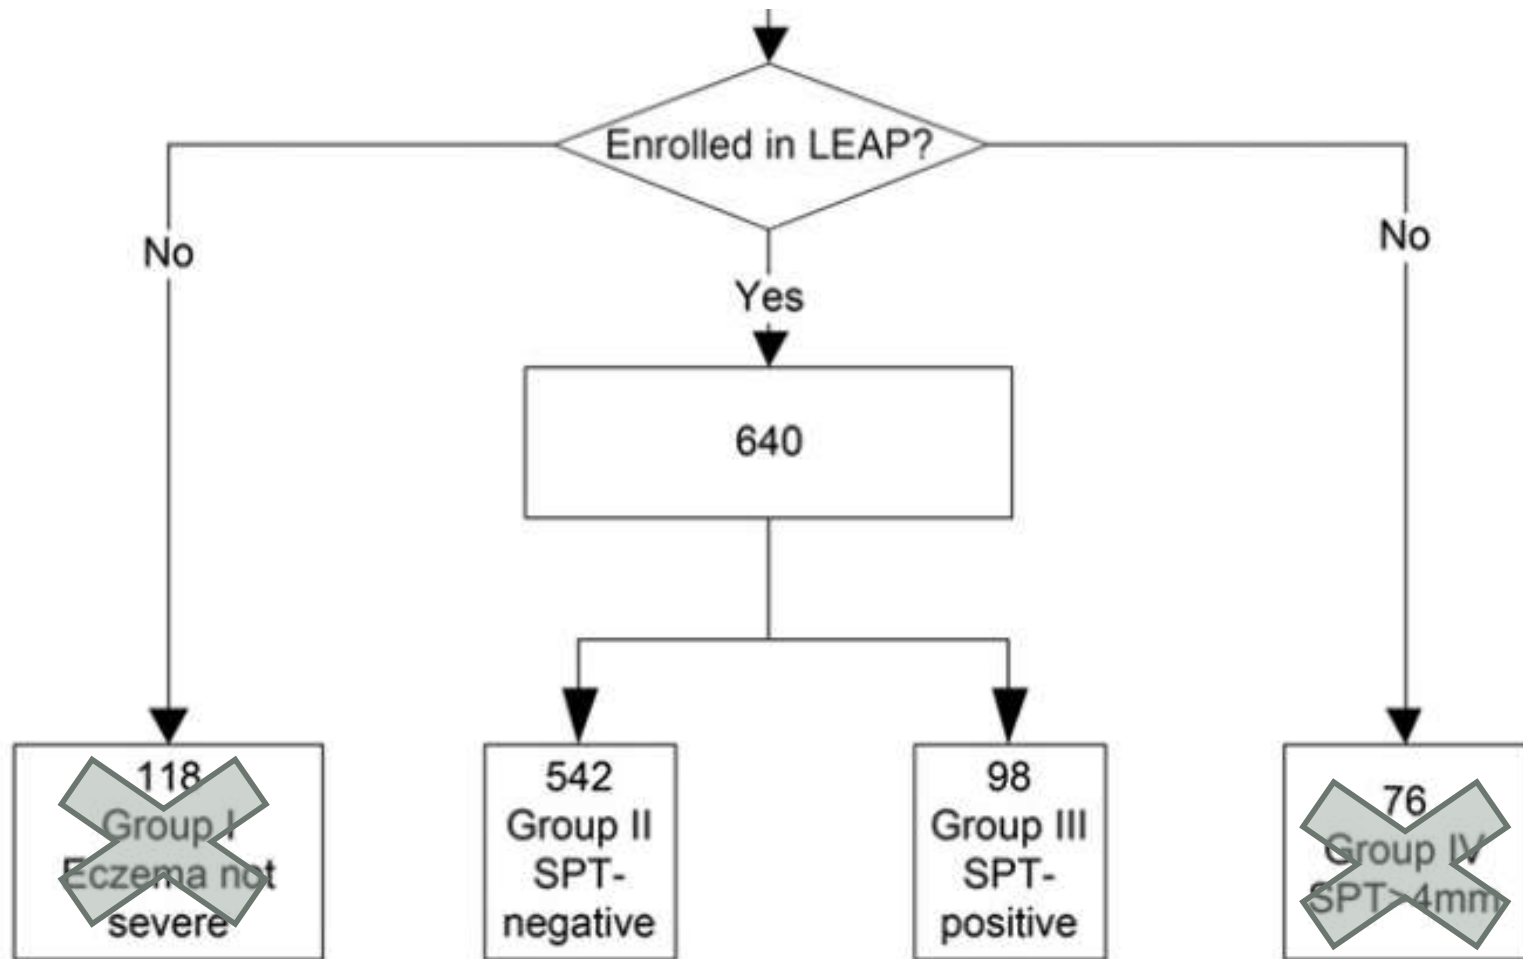 Enrolled in LEAP?
No
No
Yes
640
118
Group I
Eczema not
severe
542
Group II
SPT-
negative
98
Group III
SPT-
positive
76
Group IV
SPT>4mm